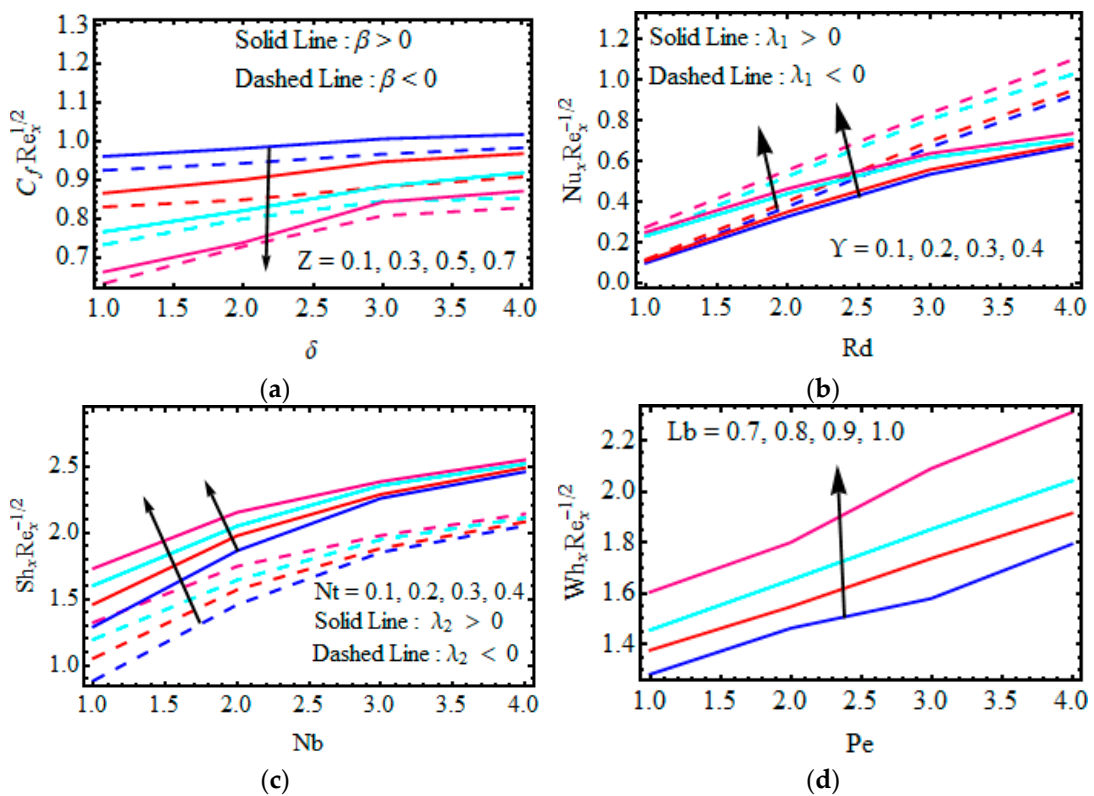 Solid Line : β > 0
Dashed Line : β < 0
Z = 0.1, 0.3, 0.5, 0.7
C_f Re_x^{1/2}
1.3
1.2
1.1
1.0
0.9
0.8
0.7
1.0 1.5 2.0 2.5 3.0 3.5 4.0
δ
(a)
Solid Line : λ₁ > 0
Dashed Line : λ₁ < 0
ϒ = 0.1, 0.2, 0.3, 0.4
Nu_x Re_x^{-1/2}
1.2
1.0
0.8
0.6
0.4
0.2
0.0
1.0 1.5 2.0 2.5 3.0 3.5 4.0
Rd
(b)
Nt = 0.1, 0.2, 0.3, 0.4
Solid Line : λ₂ > 0
Dashed Line : λ₂ < 0
Sh_x Re_x^{-1/2}
2.5
2.0
1.5
1.0
1.0 1.5 2.0 2.5 3.0 3.5 4.0
Nb
(c)
Lb = 0.7, 0.8, 0.9, 1.0
Wh_x Re_x^{-1/2}
2.2
2.0
1.8
1.6
1.4
1.0 1.5 2.0 2.5 3.0 3.5 4.0
Pe
(d)